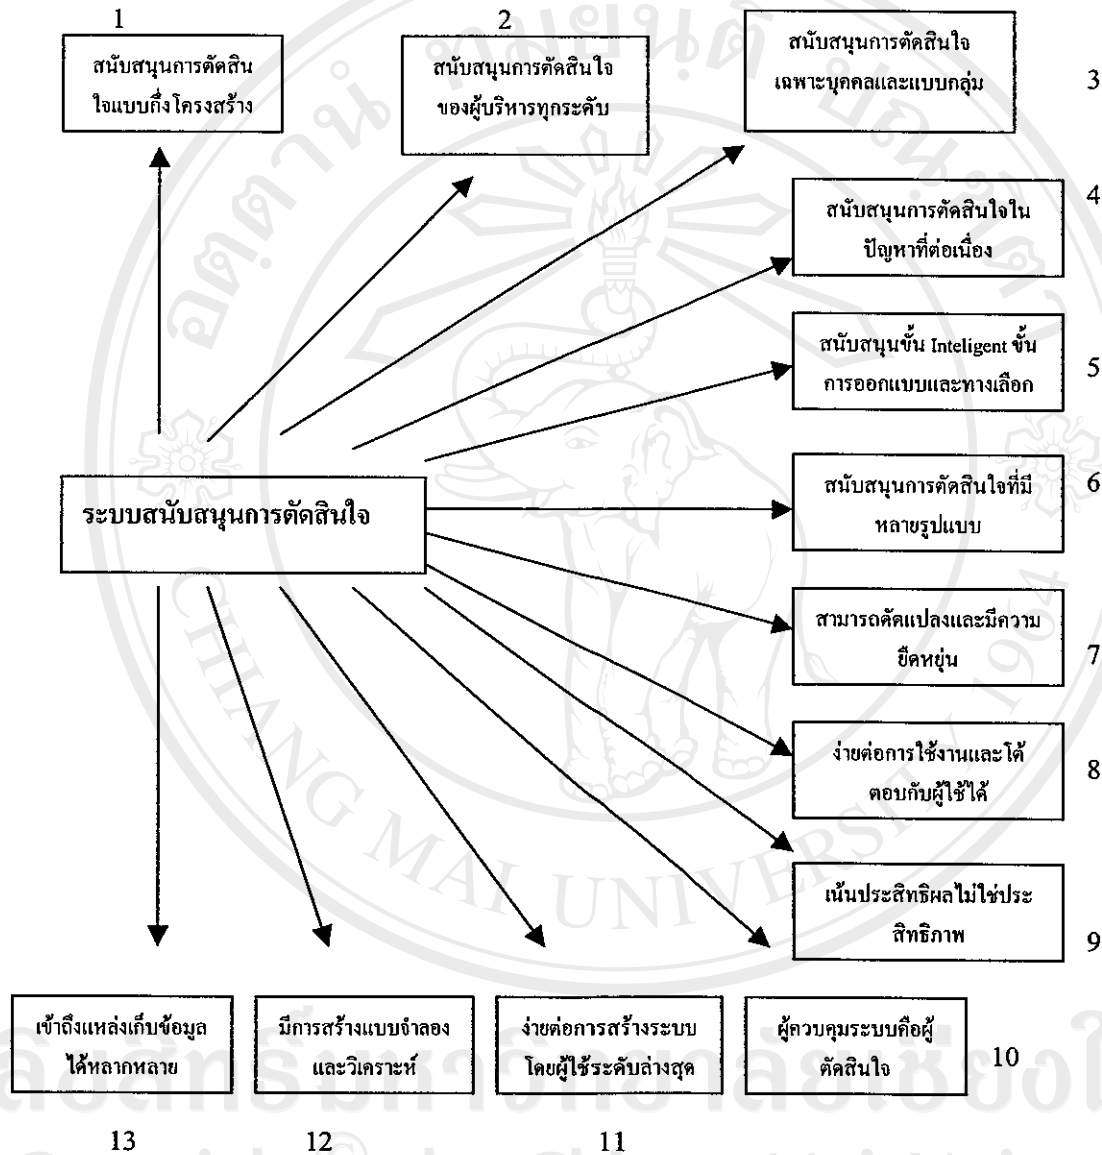 1
สนับสนุนการตัดสิน
ใจแบบกึ่งโครงสร้าง
2
สนับสนุนการตัดสินใจ
ของผู้บริหารทุกระดับ
สนับสนุนการตัดสินใจ
เฉพาะบุคคลและแบบกลุ่ม
3
สนับสนุนการตัดสินใจใน
ปัญหาที่ต่อเนื่อง
4
สนับสนุนขั้น Inteligent ขั้น
การออกแบบและทางเลือก
5
สนับสนุนการตัดสินใจที่มี
หลายรูปแบบ
6
ระบบสนับสนุนการตัดสินใจ
สามารถดัดแปลงและมีความ
ยืดหยุ่น
7
ง่ายต่อการใช้งานและโต้
ตอบกับผู้ใช้ได้
8
เน้นประสิทธิผลไม่ใช่ประ
สิทธิภาพ
9
เข้าถึงแหล่งเก็บข้อมูล
ได้หลากหลาย
มีการสร้างแบบจำลอง
และวิเคราะห์
ง่ายต่อการสร้างระบบ
โดยผู้ใช้ระดับล่างสุด
ผู้ควบคุมระบบคือผู้
ตัดสินใจ
10
13
12
11
CHIANG MAI UNIVERSITY 1964